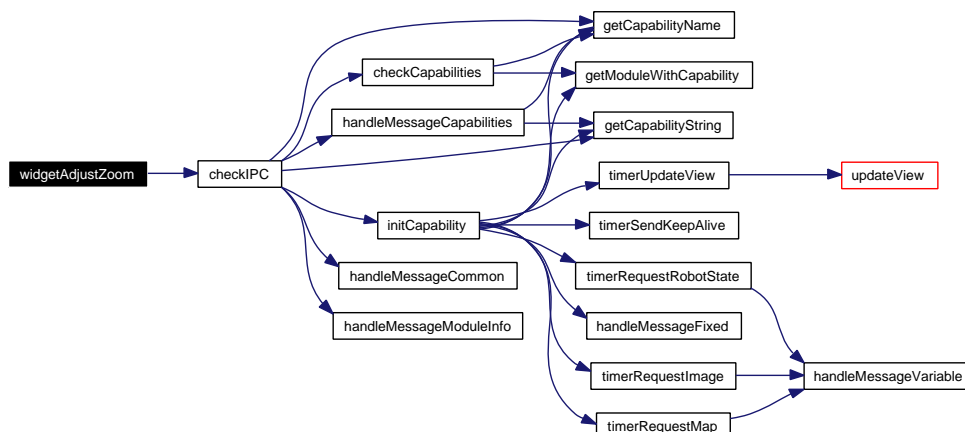 getCapabilityName
checkCapabilities
getModuleWithCapability
handleMessageCapabilities
getCapabilityString
widgetAdjustZoom
checkIPC
timerUpdateView
updateView
initCapability
timerSendKeepAlive
handleMessageCommon
timerRequestRobotState
handleMessageModuleInfo
handleMessageFixed
timerRequestImage
handleMessageVariable
timerRequestMap